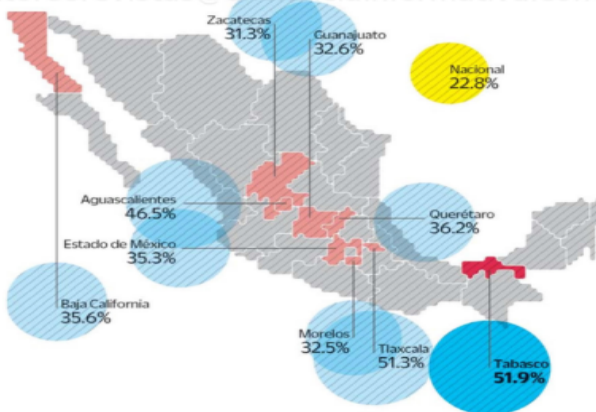 Zacatecas
31.3%
Guanajuato
32.6%
Nacional
22.8%
Aguascalientes
46.5%
Querétaro
36.2%
Estado de México
35.3%
Baja California
35.6%
Morelos
32.5%
Tlaxcala
51.3%
Tabasco
51.9%